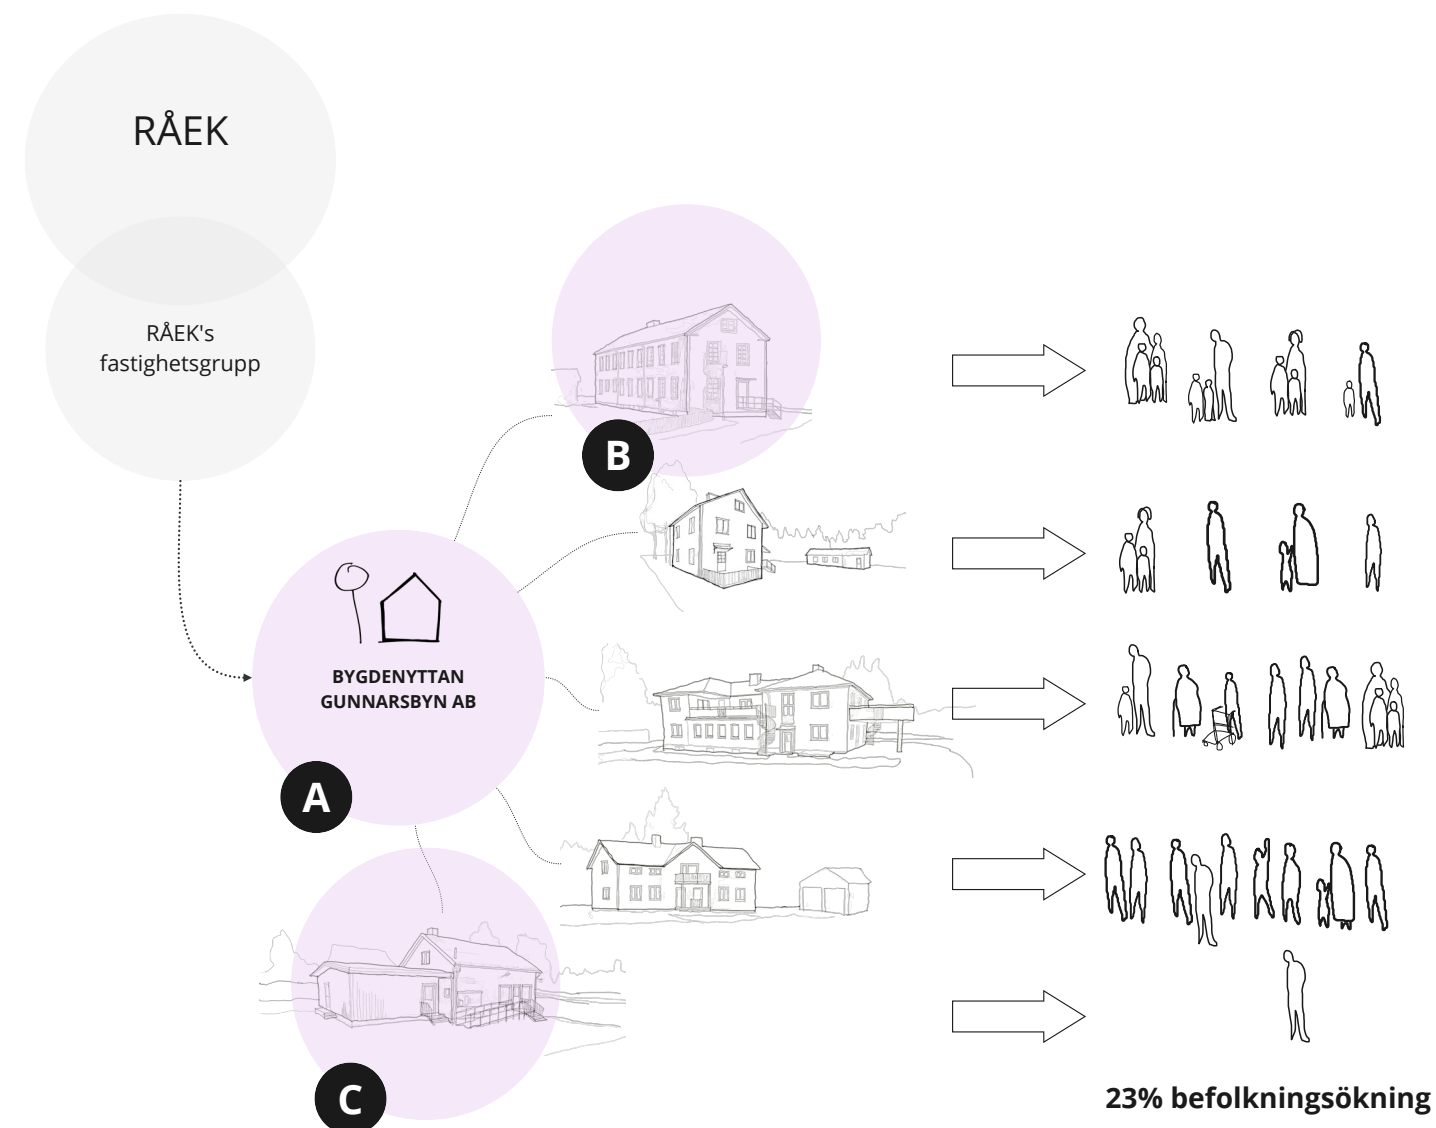 RÅEK
RÅEK's
fastighetsgrupp
B
BYGDENYTTAN
GUNNARSBYN AB
A
C
23% befolkningsökning